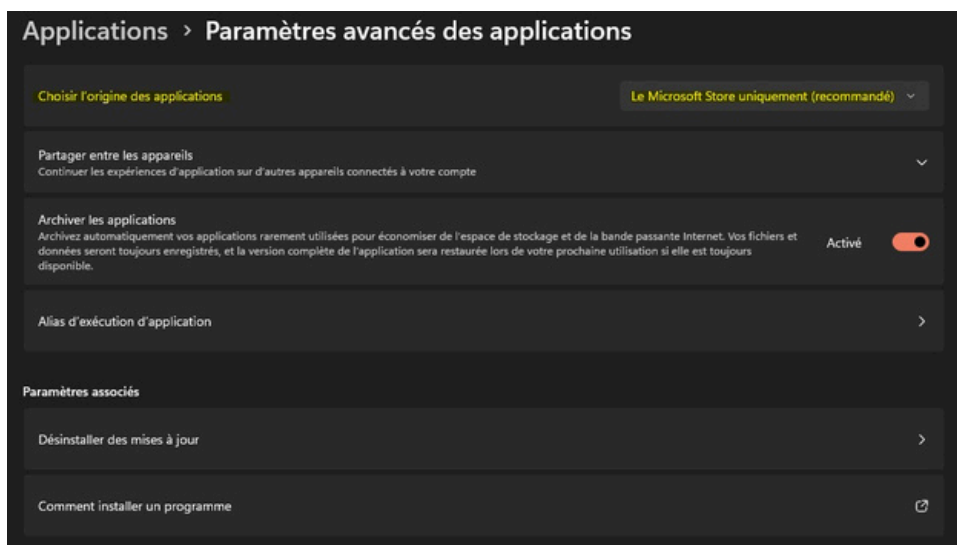 Applications > Paramètres avancés des applications
Choisir l'origine des applications
Le Microsoft Store uniquement (recommandé)
Partager entre les appareils
Continuer les expériences d'application sur d'autres appareils connectés à votre compte
Archiver les applications
Archivez automatiquement vos applications rarement utilisées pour économiser de l'espace de stockage et de la bande passante Internet. Vos fichiers et
données seront toujours enregistrés, et la version complète de l'application sera restaurée lors de votre prochaine utilisation si elle est toujours
disponible.
Activé
Alias d'exécution d'application
Paramètres associés
Désinstaller des mises à jour
Comment installer un programme